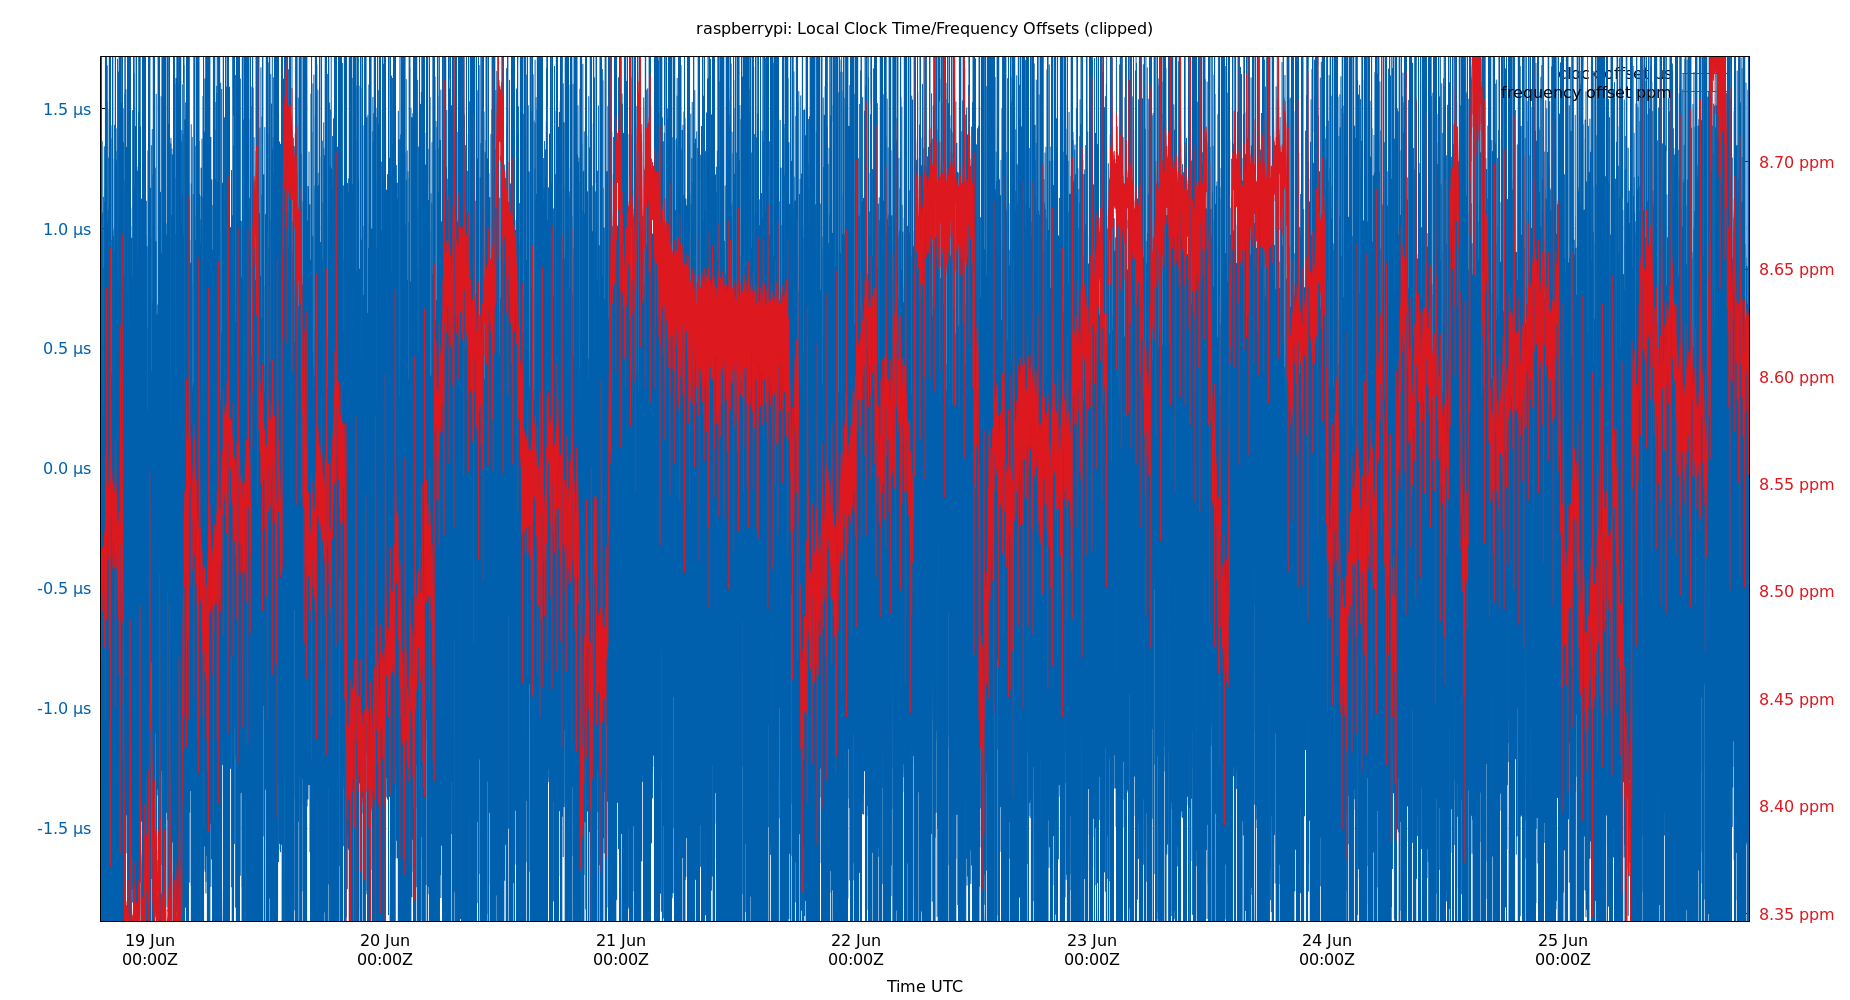 raspberrypi: Local Clock Time/Frequency Offsets (clipped)
clock offset us
frequency offset ppm
1.5 µs
1.0 µs
0.5 µs
0.0 µs
-0.5 µs
-1.0 µs
-1.5 µs
8.70 ppm
8.65 ppm
8.60 ppm
8.55 ppm
8.50 ppm
8.45 ppm
8.40 ppm
8.35 ppm
19 Jun 20 Jun 21 Jun 22 Jun 23 Jun 24 Jun 25 Jun
00:00Z 00:00Z 00:00Z 00:00Z 00:00Z 00:00Z 00:00Z
Time UTC